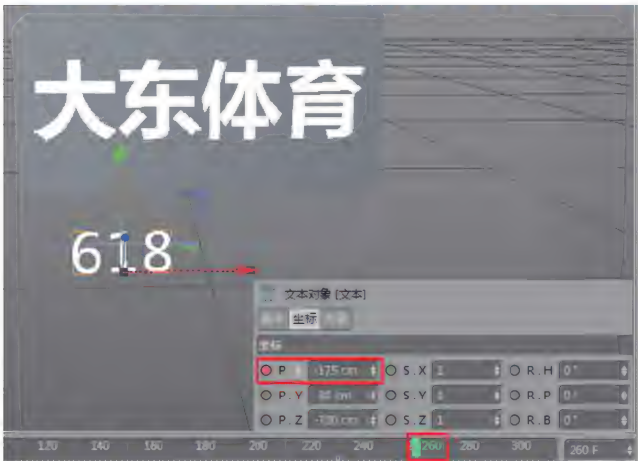 大东体育
618
文本对象 [文本]
坐标
坐标
P -175 cm S . X 1 R . H 0°
P . Y S . Y 1 R . P 0°
P . Z S . Z 1 R . B 0°
120 140 160 180 200 220 240 260 280 300 260 F